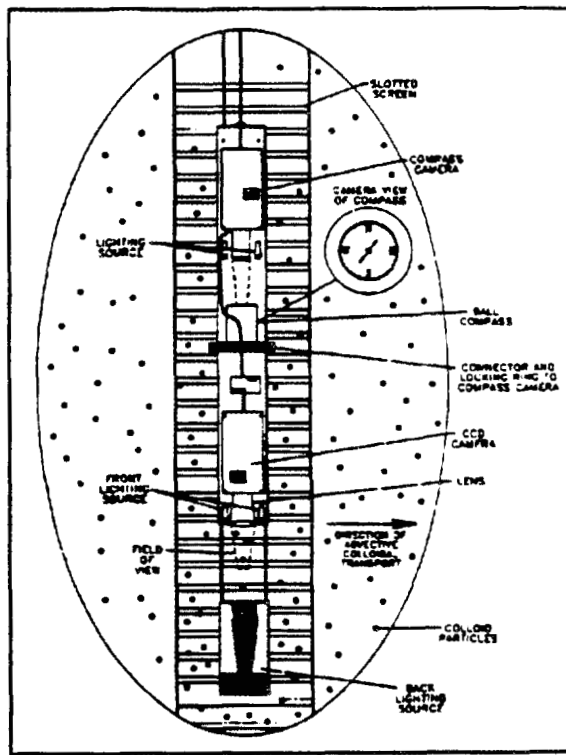 SLOTTED
SCREEN
COMPASS
CAMERA
CAMERA VIEW
OF COMPASS
LIGHTING
SOURCE
BALL
COMPASS
CONNECTOR AND
LOCKING RING TO
COMPASS CAMERA
CCD
CAMERA
FRONT
LIGHTING
SOURCE
LENS
FIELD
OF
VIEW
DIRECTION OF
ADVECTIVE
COLLOIDAL
TRANSPORT
COLLOID
PARTICLES
BACK
LIGHTING
SOURCE